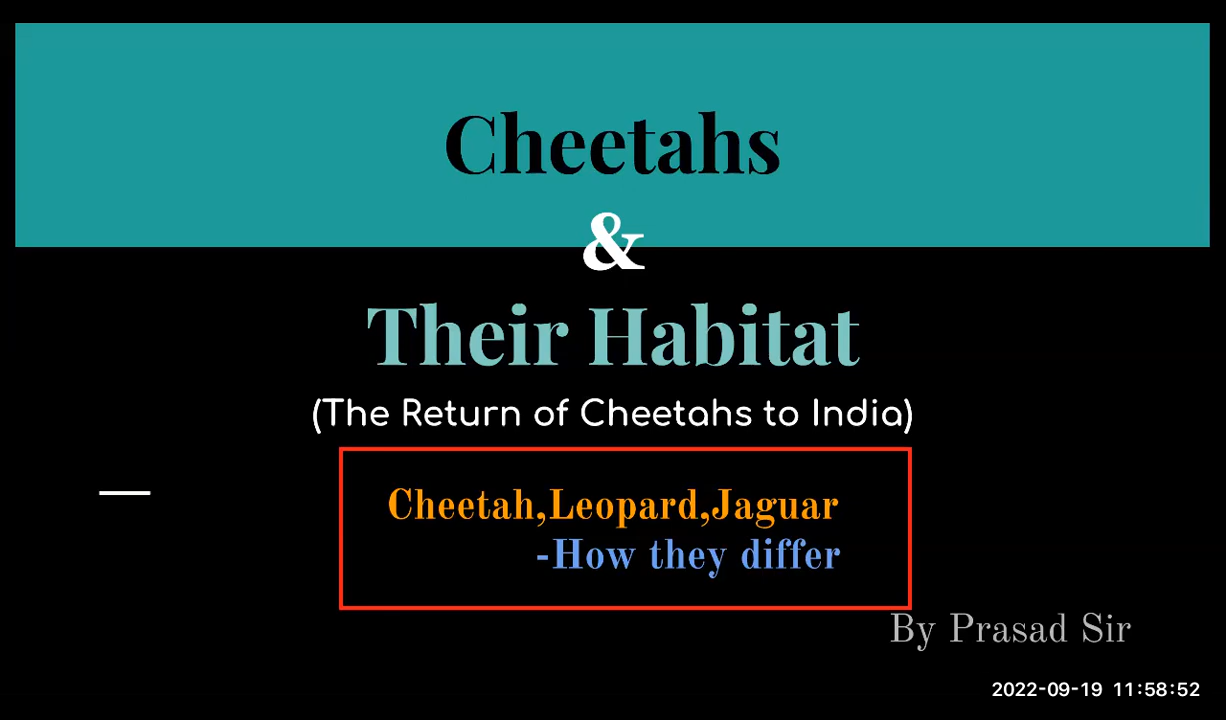 Cheetahs
&
Their Habitat
(The Return of Cheetahs to India)
Cheetah,Leopard,Jaguar
-How they differ
By Prasad Sir
2022-09-19 11:58:52